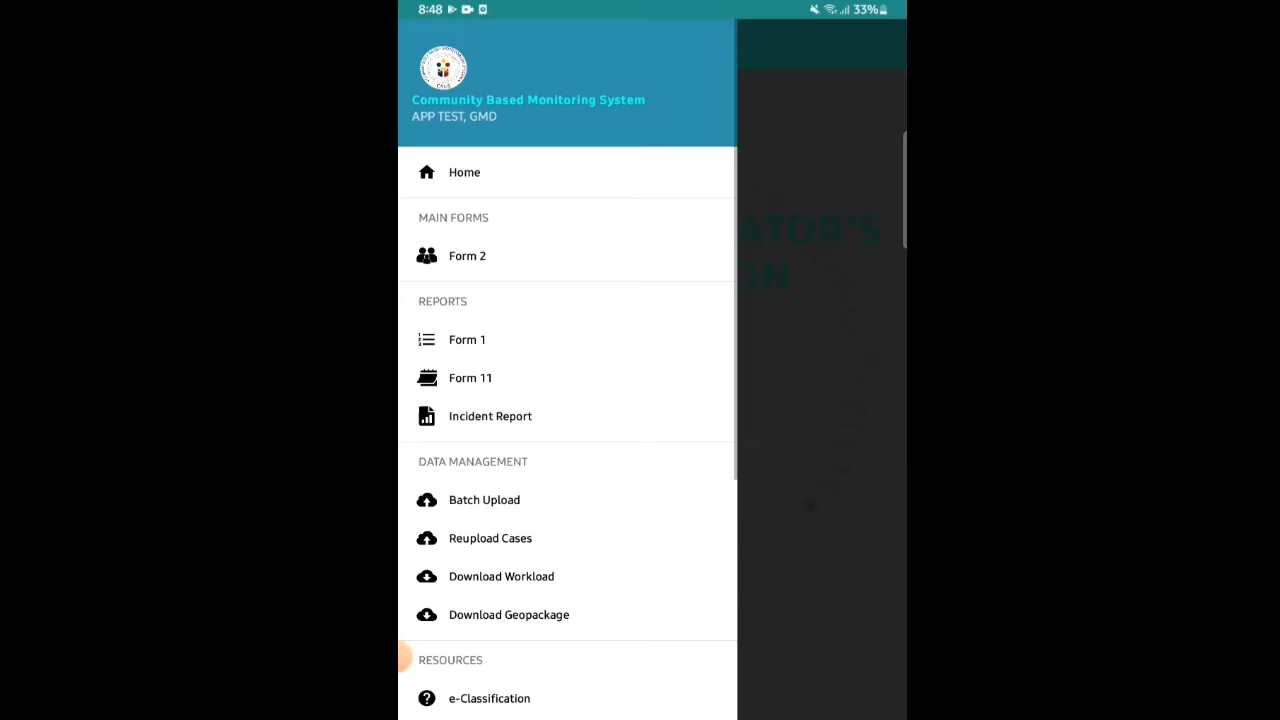 8:48
33%
Community Based Monitoring System
APP TEST, GMD
Home
MAIN FORMS
Form 2
REPORTS
Form 1
Form 11
Incident Report
DATA MANAGEMENT
Batch Upload
Reupload Cases
Download Workload
Download Geopackage
RESOURCES
e-Classification
ATOR'S
ON